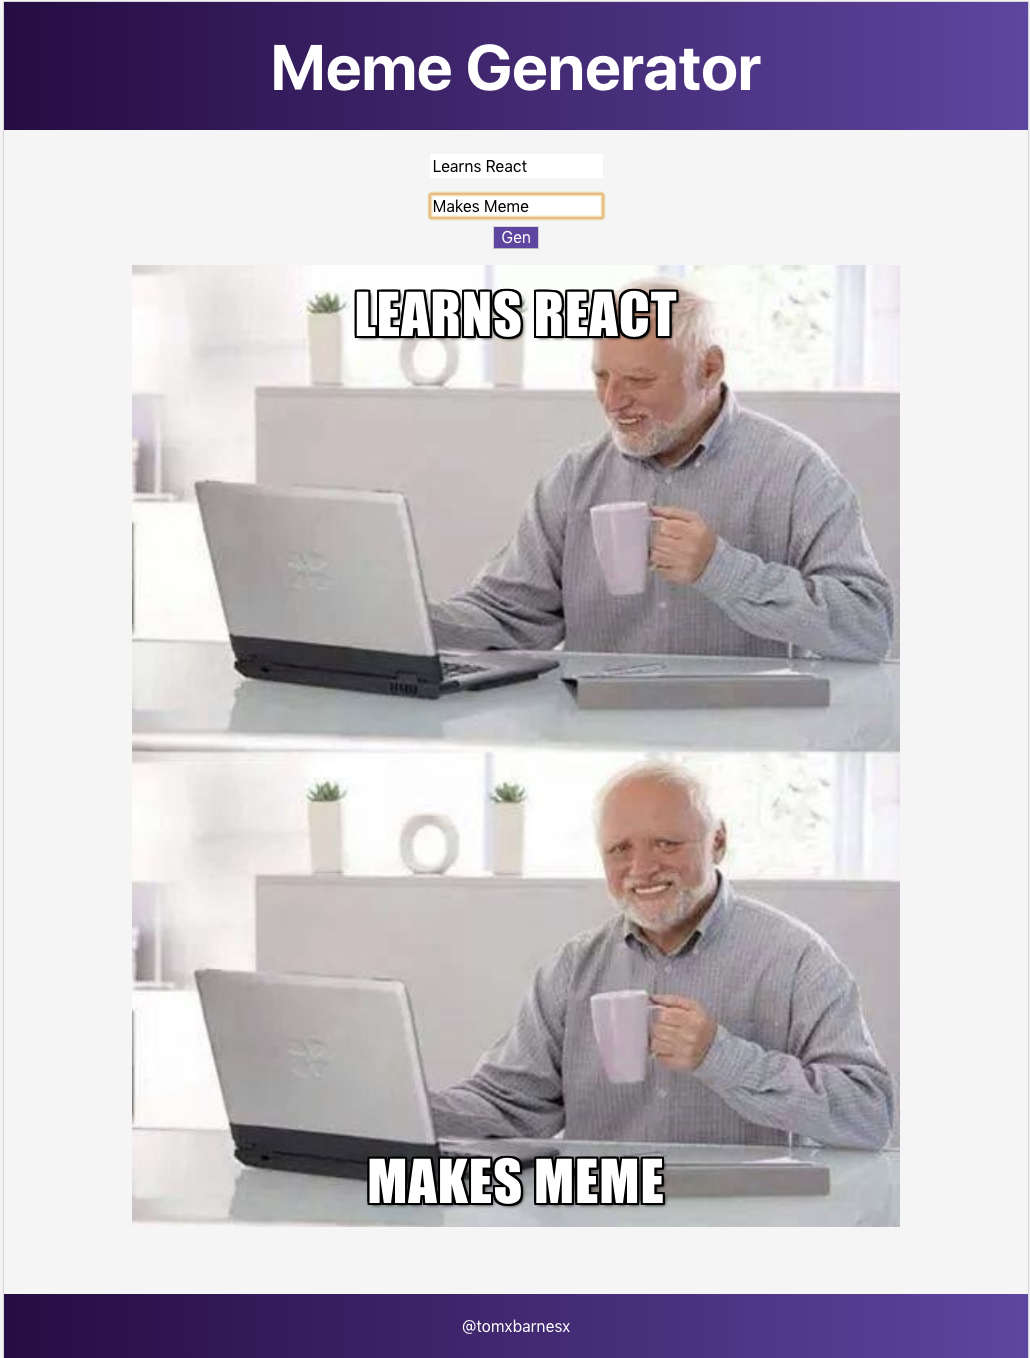 Meme Generator
Learns React
Makes Meme
Gen
LEARNS REACT
MAKES MEME
@tomxbarnesx